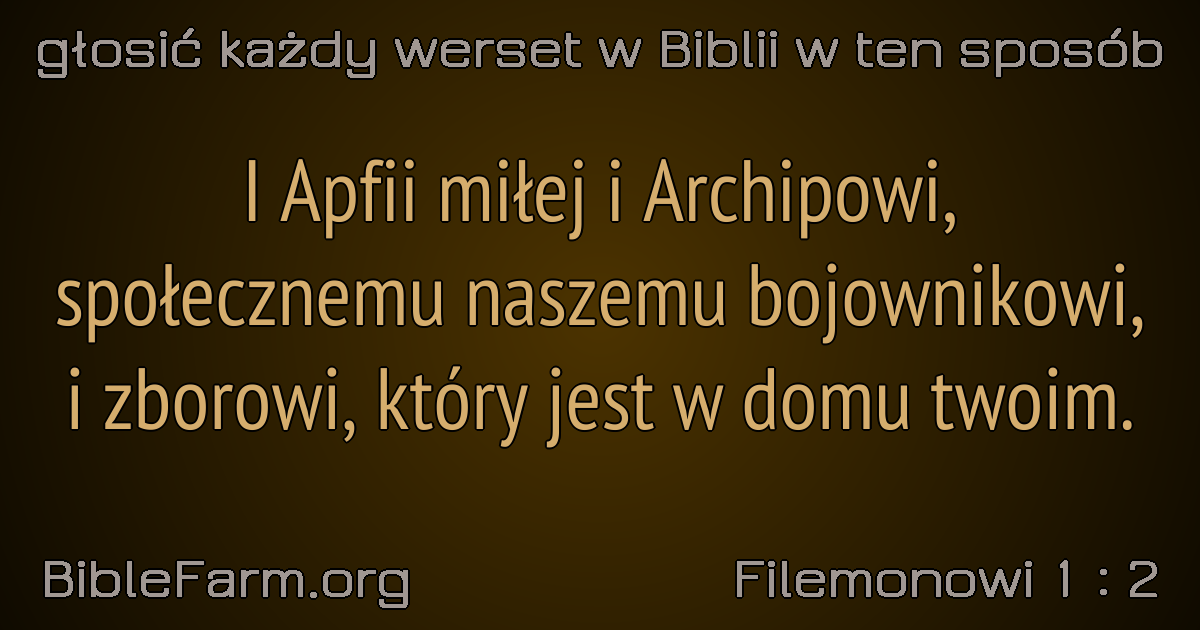 głosić każdy werset w Biblii w ten sposób
I Apfii miłej i Archipowi,
społecznemu naszemu bojownikowi,
i zborowi, który jest w domu twoim.
BibleFarm.org
Filemonowi 1 : 2